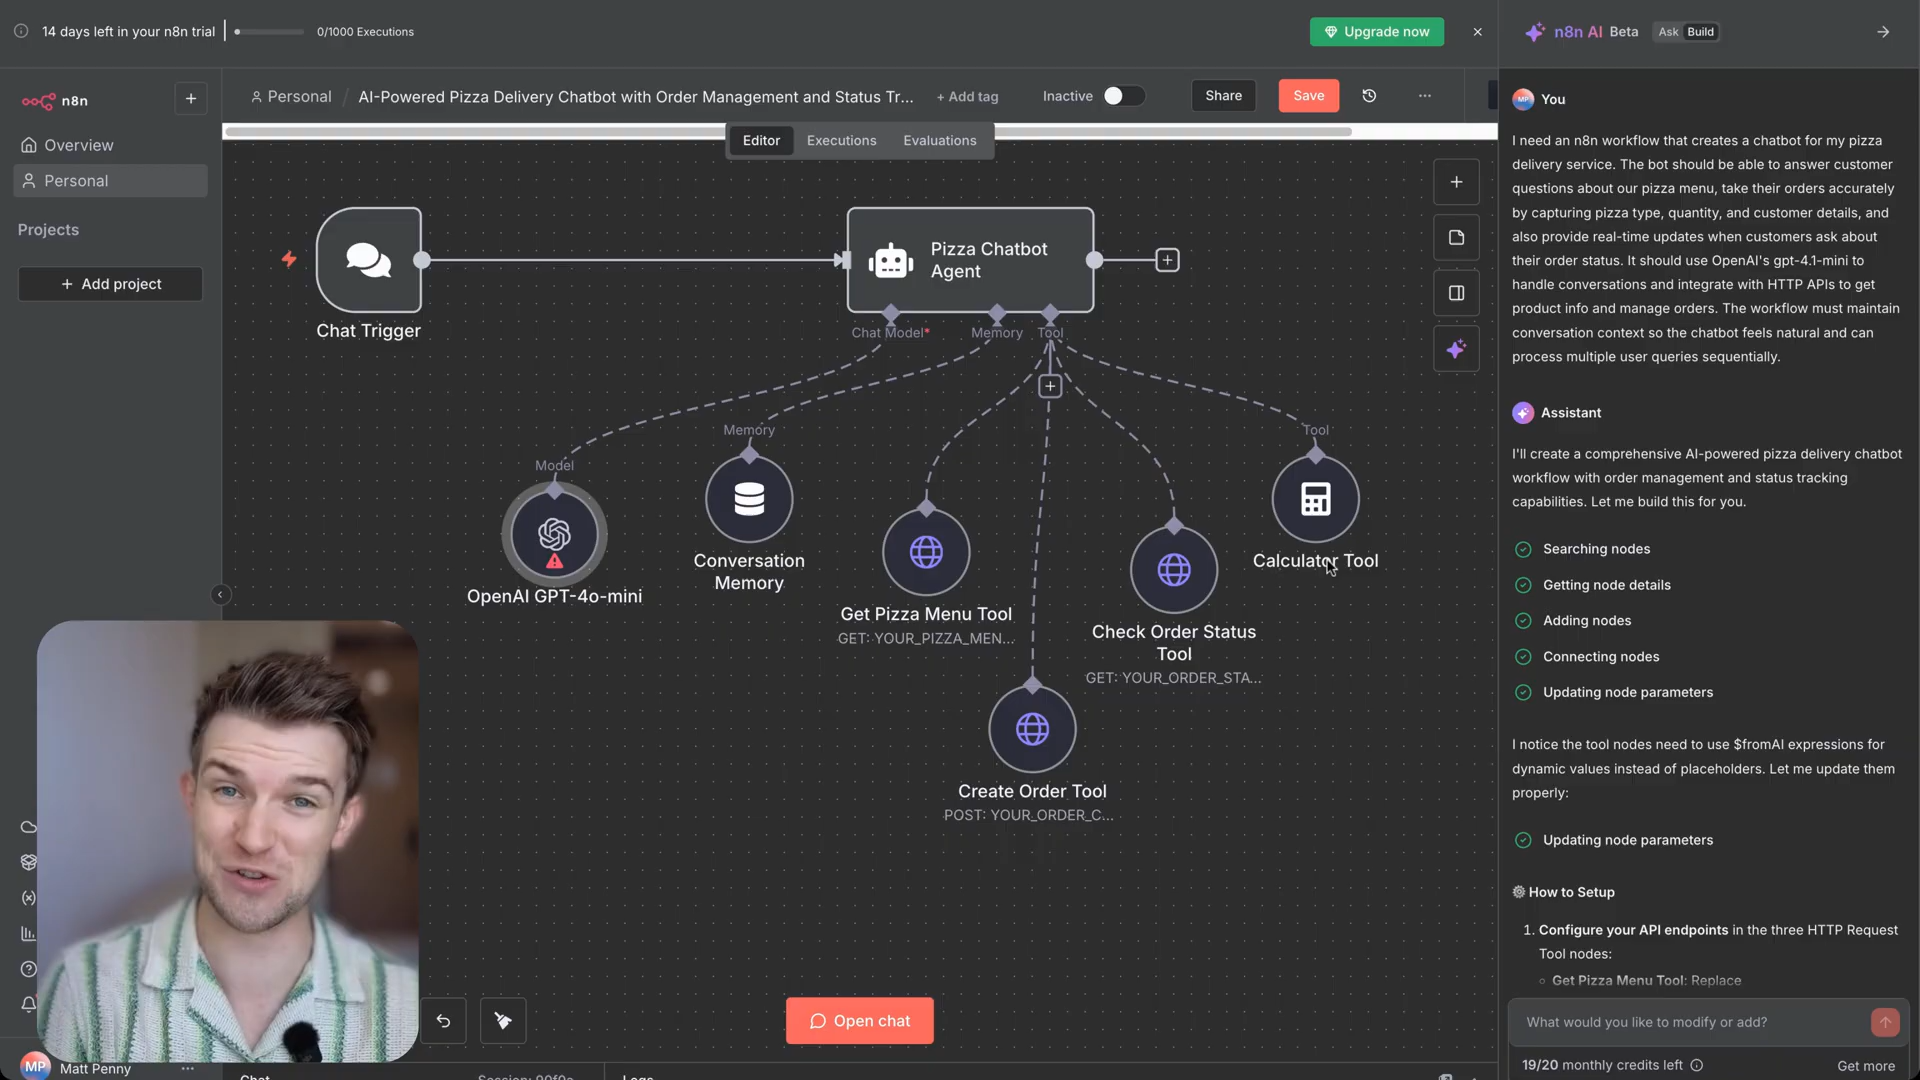 14 days left in your n8n trial
0/1000 Executions
Upgrade now
n8n AI Beta
Ask
Build
n8n
Personal / AI-Powered Pizza Delivery Chatbot with Order Management and Status Tr...
+ Add tag
Inactive
Share
Save
Editor
Executions
Evaluations
Overview
Personal
Projects
+ Add project
Chat Trigger
Pizza Chatbot
Agent
Chat Model*
Memory
Tool
Model
Memory
Tool
OpenAI GPT-4o-mini
Conversation
Memory
Get Pizza Menu Tool
GET: YOUR_PIZZA_MEN...
Check Order Status
Tool
GET: YOUR_ORDER_STA...
Calculator Tool
Create Order Tool
POST: YOUR_ORDER_C...
Open chat
MP
Matt Penny
Chat
Session: 90f0a
Logs
MP
You
I need an n8n workflow that creates a chatbot for my pizza
delivery service. The bot should be able to answer customer
questions about our pizza menu, take their orders accurately
by capturing pizza type, quantity, and customer details, and
also provide real-time updates when customers ask about
their order status. It should use OpenAI's gpt-4.1-mini to
handle conversations and integrate with HTTP APIs to get
product info and manage orders. The workflow must maintain
conversation context so the chatbot feels natural and can
process multiple user queries sequentially.
Assistant
I'll create a comprehensive AI-powered pizza delivery chatbot
workflow with order management and status tracking
capabilities. Let me build this for you.
Searching nodes
Getting node details
Adding nodes
Connecting nodes
Updating node parameters
I notice the tool nodes need to use $fromAI expressions for
dynamic values instead of placeholders. Let me update them
properly:
Updating node parameters
How to Setup
1. Configure your API endpoints in the three HTTP Request
Tool nodes:
Get Pizza Menu Tool: Replace
What would you like to modify or add?
19/20 monthly credits left
Get more